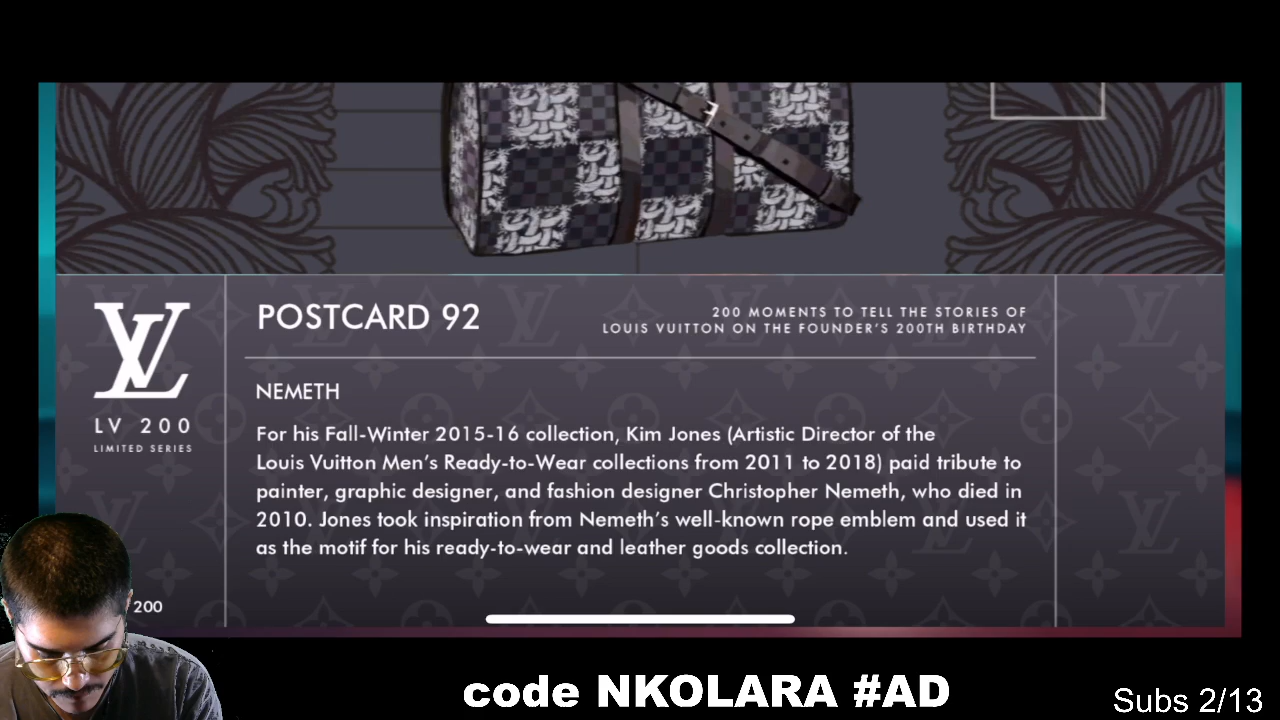 POSTCARD 92
200 MOMENTS TO TELL THE STORIES OF
LOUIS VUITTON ON THE FOUNDER'S 200TH BIRTHDAY
LV
LV 200
LIMITED SERIES
NEMETH
For his Fall-Winter 2015-16 collection, Kim Jones (Artistic Director of the
Louis Vuitton Men's Ready-to-Wear collections from 2011 to 2018) paid tribute to
painter, graphic designer, and fashion designer Christopher Nemeth, who died in
2010. Jones took inspiration from Nemeth's well-known rope emblem and used it
as the motif for his ready-to-wear and leather goods collection.
200
code NKOLARA #AD
Subs 2/13